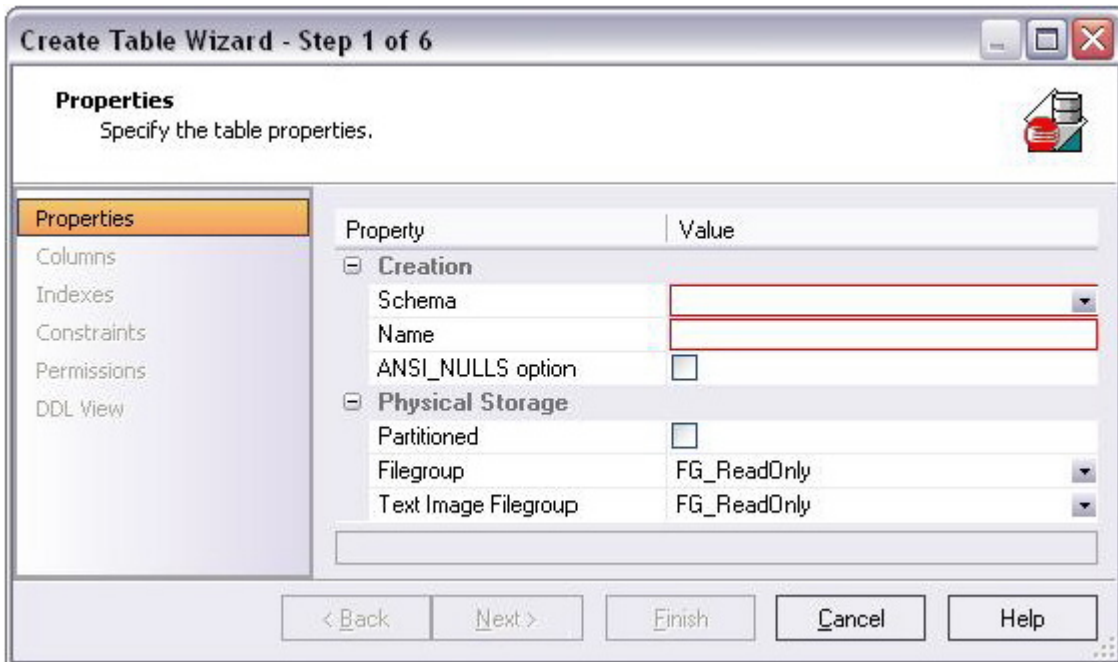 Create Table Wizard - Step 1 of 6
Properties
Specify the table properties.
Properties
Columns
Indexes
Constraints
Permissions
DDL View
Property Value
Creation
Schema
Name
ANSI_NULLS option
Physical Storage
Partitioned
Filegroup FG_ReadOnly
Text Image Filegroup FG_ReadOnly
< Back Next > Finish Cancel Help